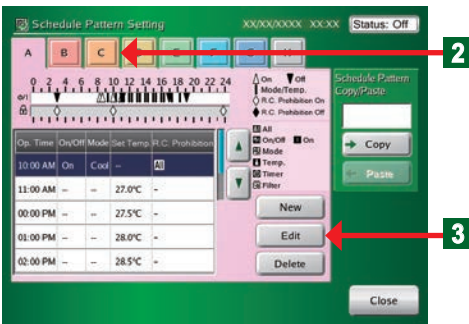 Schedule Pattern Setting XX/XX/XXXX XX:XX Status: Off
A B C D E F G H
2
0 2 4 6 8 10 12 14 16 18 20 22 24
On Off
Mode/Temp.
R.C. Prohibition On
R.C. Prohibition Off
Schedule Pattern
Copy/Paste
All
On/Off On
Mode
Temp.
Timer
Filter
Copy
Paste
Op. Time On/Off Mode Set Temp. R.C. Prohibition
10:00 AM On Cool -- All
11:00 AM -- -- 27.0°C -
00:00 PM -- -- 27.5°C -
01:00 PM -- -- 28.0°C -
02:00 PM -- -- 28.5°C -
New
Edit
3
Delete
Close